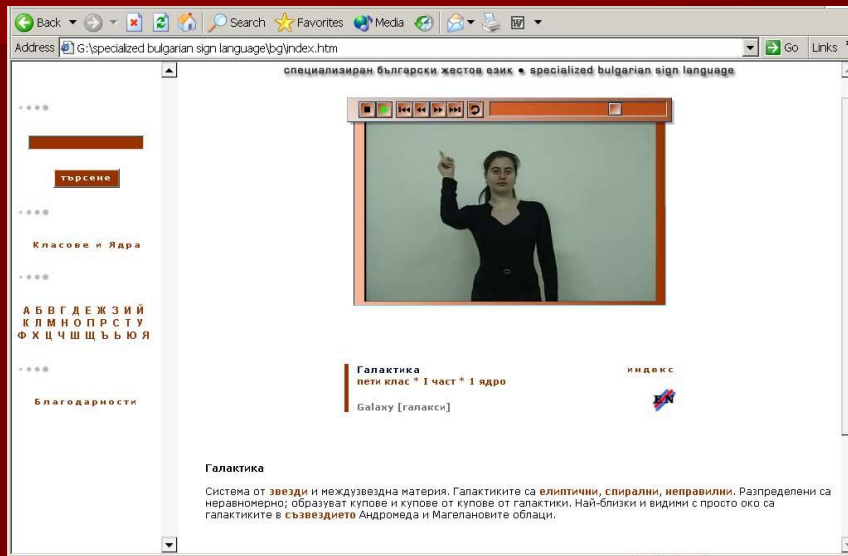 Back Search Favorites Media
Address G:\specialized bulgarian sign language\bg\index.htm Go Links
специализиран български жестов език ● specialized bulgarian sign language
търсене
Класове и Ядра
А Б В Г Д Е Ж З И Й
К Л М Н О П Р С Т У
Ф Х Ц Ч Ш Щ Ъ Ь Ю Я
Благодарности
Галактика индекс
пети клас * I част * 1 ядро
Galaxy [галакси] EN
Галактика
Система от звезди и междузвездна материя. Галактиките са елиптични, спирални, неправилни. Разпределени са
неравномерно; образуват купове и купове от купове от галактики. Най-близки и видими с просто око са
галактиките в съзвездието Андромеда и Магелановите облаци.